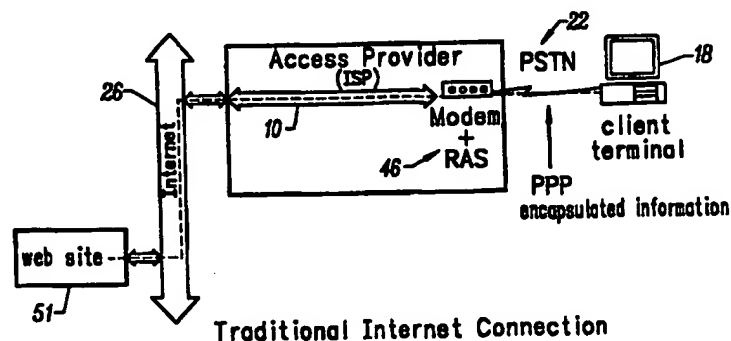 22
Access Provider
(ISP)
PSTN
18
26
10
Modem
+
RAS
46
client
terminal
Internet
PPP
encapsulated information
web site
51
Traditional Internet Connection